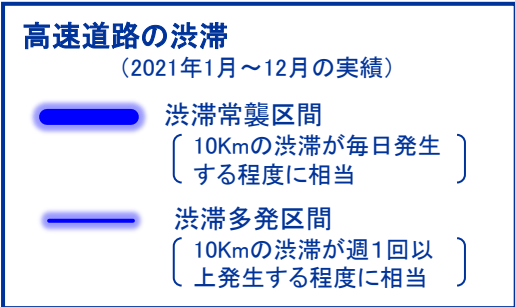 高速道路の渋滞
（2021年1月～12月の実績）
渋滞常襲区間
10Kmの渋滞が毎日発生
する程度に相当
渋滞多発区間
10Kmの渋滞が週１回以
上発生する程度に相当